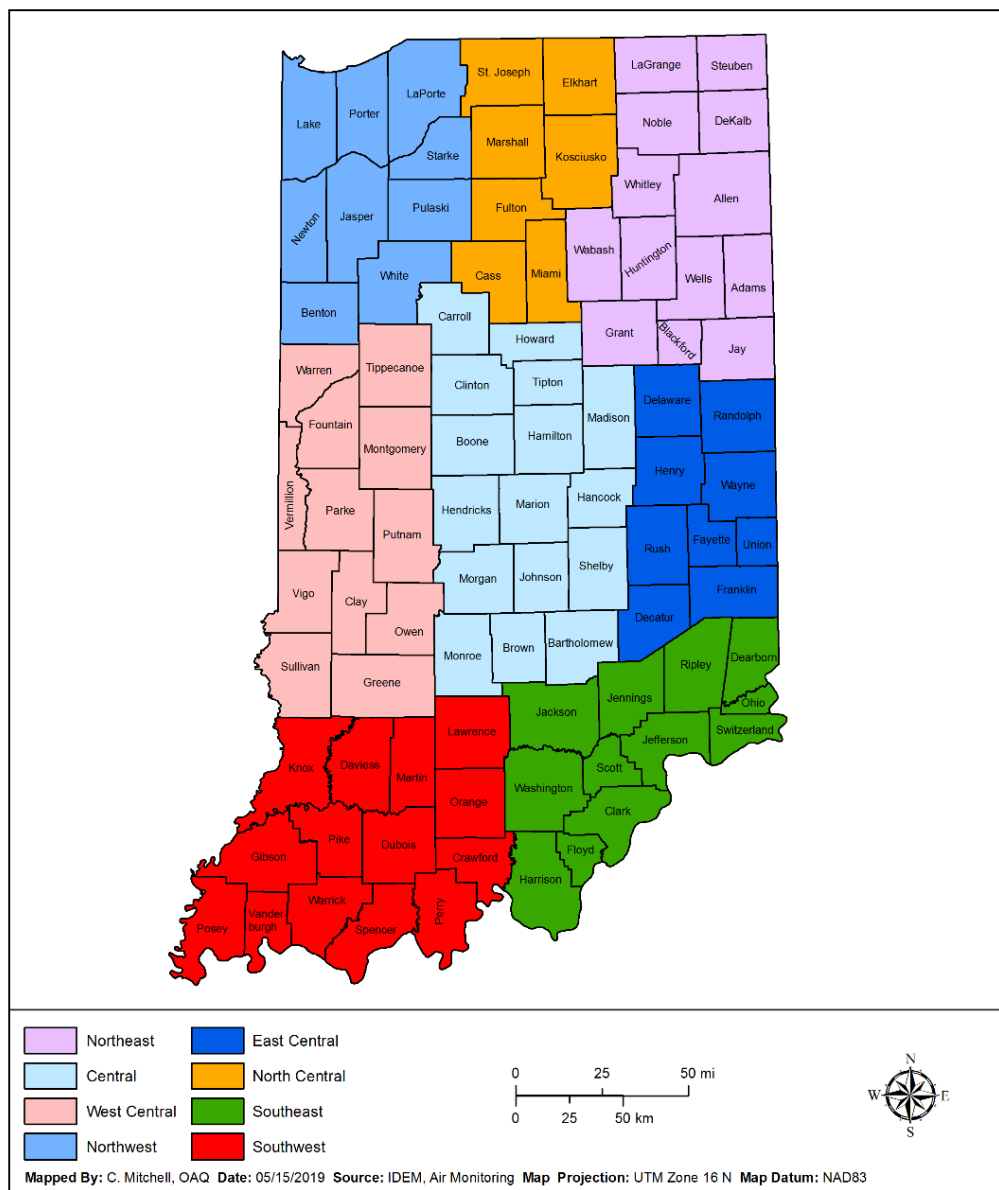 LaGrange
Steuben
St. Joseph
Elkhart
LaPorte
Porter
Lake
Noble
DeKalb
Marshall
Kosciusko
Starke
Whitley
Allen
Pulaski
Fulton
Jasper
Newton
Wabash
Huntington
White
Cass
Miami
Wells
Adams
Benton
Carroll
Howard
Grant
Blackford
Jay
Warren
Tippecanoe
Clinton
Tipton
Madison
Delaware
Randolph
Fountain
Montgomery
Boone
Hamilton
Henry
Wayne
Vermillion
Parke
Putnam
Hendricks
Marion
Hancock
Rush
Fayette
Union
Vigo
Clay
Morgan
Johnson
Shelby
Franklin
Owen
Decatur
Sullivan
Greene
Monroe
Brown
Bartholomew
Ripley
Dearborn
Jennings
Ohio
Jackson
Lawrence
Jefferson
Switzerland
Knox
Daviess
Martin
Scott
Washington
Orange
Clark
Pike
Dubois
Gibson
Crawford
Floyd
Harrison
Warrick
Perry
Posey
Vander-
burgh
Spencer
Northeast
East Central
Central
North Central
West Central
Southeast
Northwest
Southwest
0 25 50 mi
0 25 50 km
N
W E
S
Mapped By: C. Mitchell, OAQ Date: 05/15/2019 Source: IDEM, Air Monitoring Map Projection: UTM Zone 16 N Map Datum: NAD83